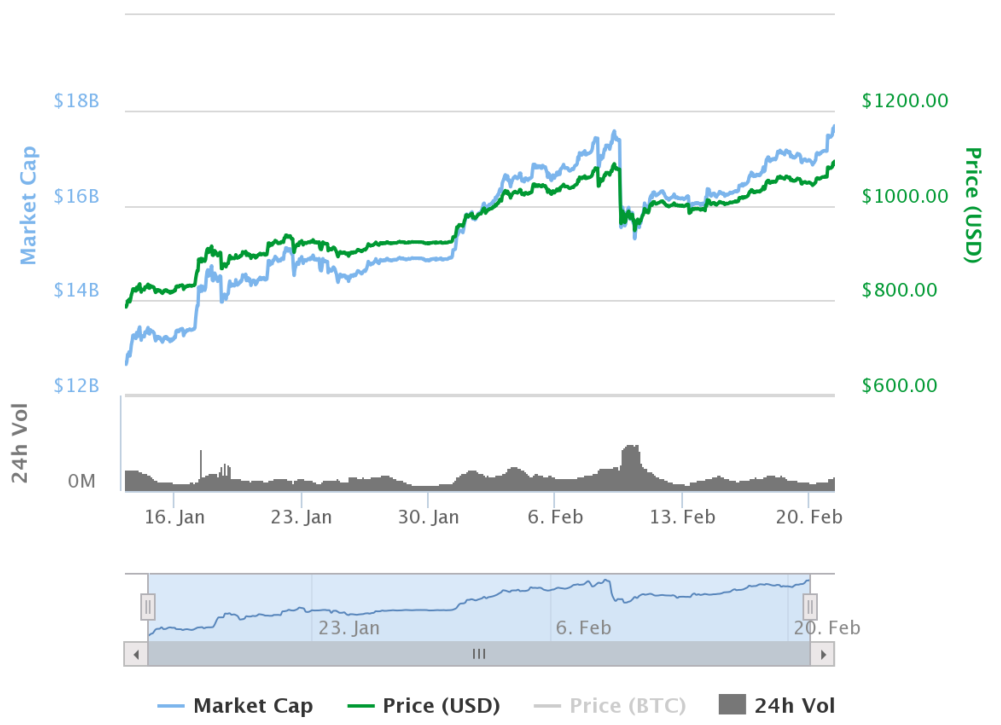 $18B
$1200.00
Market Cap
Price (USD)
$16B
$1000.00
$14B
$800.00
$12B
$600.00
24h Vol
0M
16. Jan
23. Jan
30. Jan
6. Feb
13. Feb
20. Feb
23. Jan
6. Feb
20. Feb
Market Cap
Price (USD)
Price (BTC)
24h Vol